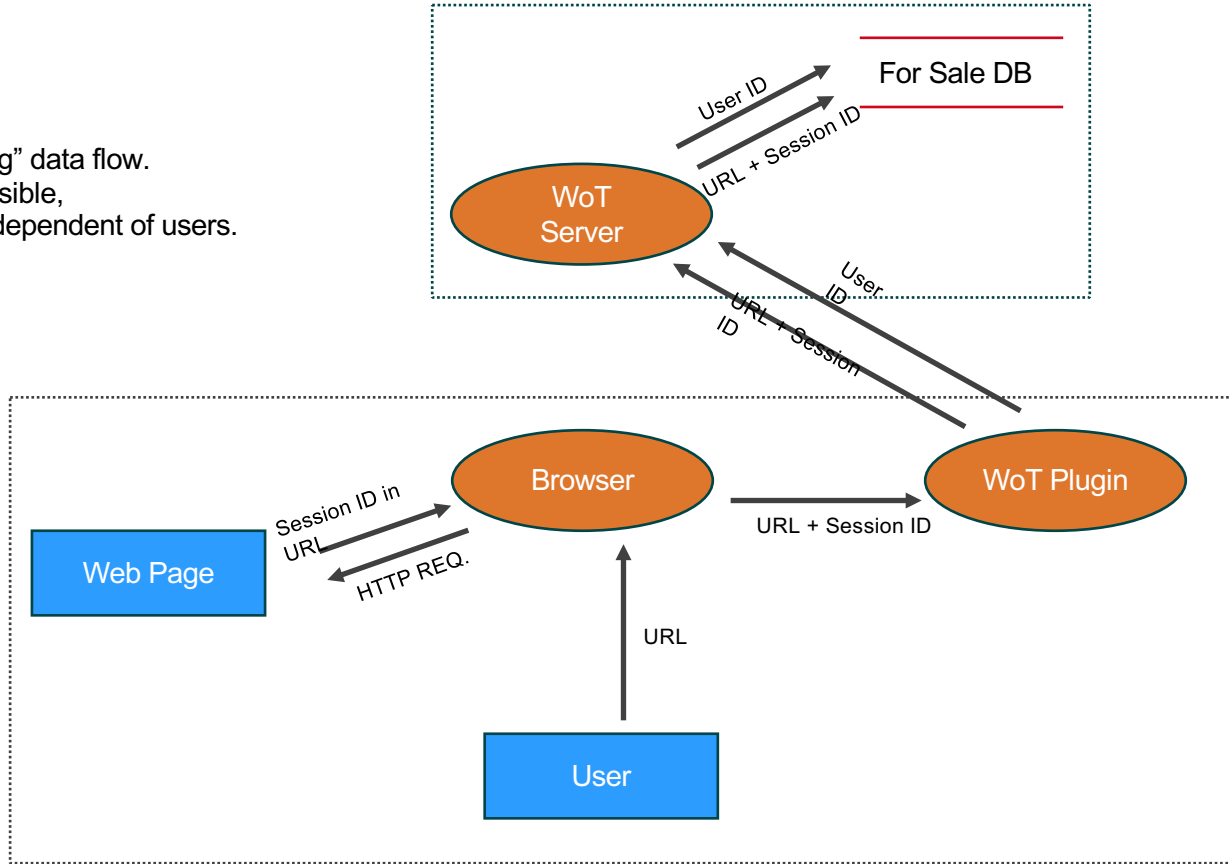 For Sale DB
User ID
URL + Session ID
g” data flow.
sible,
dependent of users.
WoT
Server
User
ID
URL + Session
ID
Browser
WoT Plugin
Session ID in
URL
HTTP REQ.
URL + Session ID
Web Page
URL
User